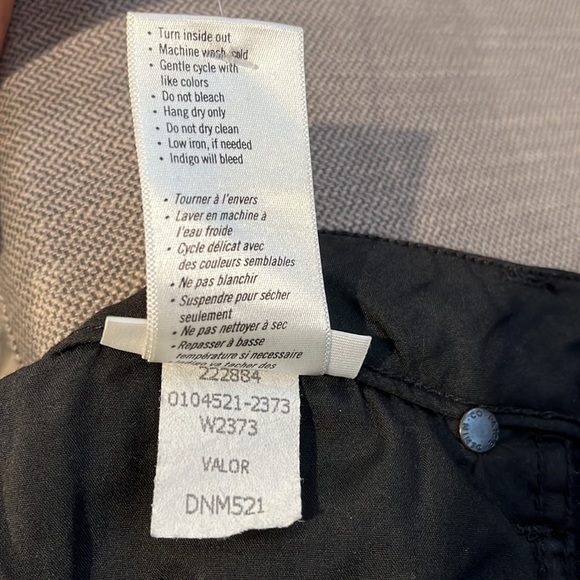 • Turn inside out
• Machine wash cold
• Gentle cycle with
like colors
• Do not bleach
• Hang dry only
• Do not dry clean
• Low iron, if needed
• Indigo will bleed
• Tourner à l'envers
• Laver en machine à
l'eau froide
• Cycle délicat avec
des couleurs semblables
• Ne pas blanchir
• Suspendre pour sécher
seulement
• Ne pas nettoyer à sec
• Repasser à basse
température si necessaire
222884
0104521-2373
W2373
VALOR
DNM521
DENIM